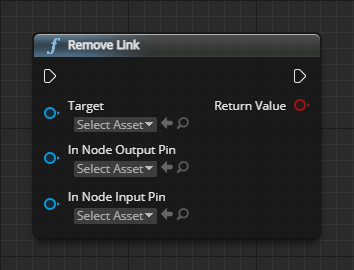 Remove Link
Target
Return Value
Select Asset
In Node Output Pin
Select Asset
In Node Input Pin
Select Asset